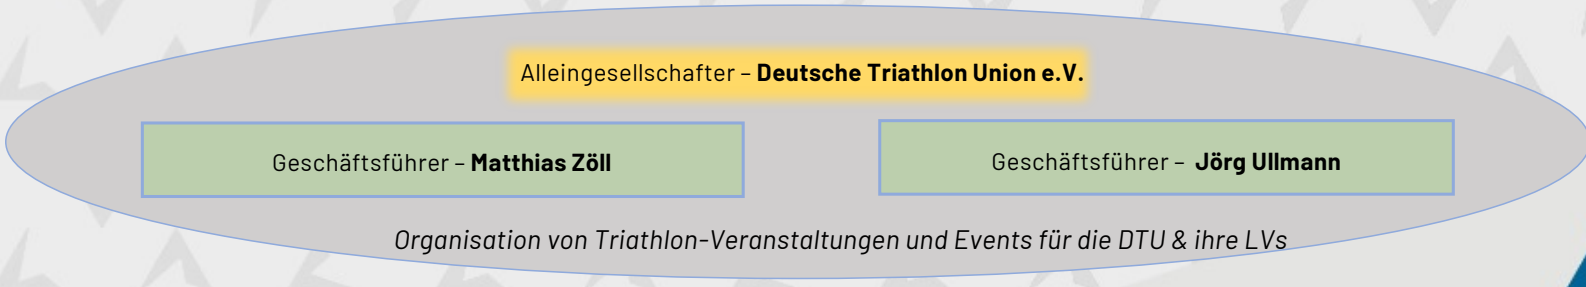 Alleingesellschafter – Deutsche Triathlon Union e.V.
Geschäftsführer – Matthias Zöll
Geschäftsführer – Jörg Ullmann
Organisation von Triathlon-Veranstaltungen und Events für die DTU & ihre LVs